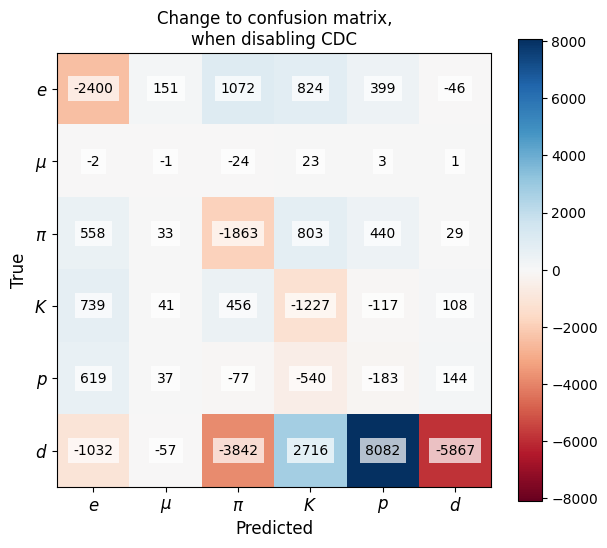 Change to confusion matrix,
when disabling CDC
e -2400 151 1072 824 399 -46
μ -2 -1 -24 23 3 1
π 558 33 -1863 803 440 29
K 739 41 456 -1227 -117 108
p 619 37 -77 -540 -183 144
d -1032 -57 -3842 2716 8082 -5867
e μ π K p d
True
Predicted
8000
6000
4000
2000
0
−2000
−4000
−6000
−8000